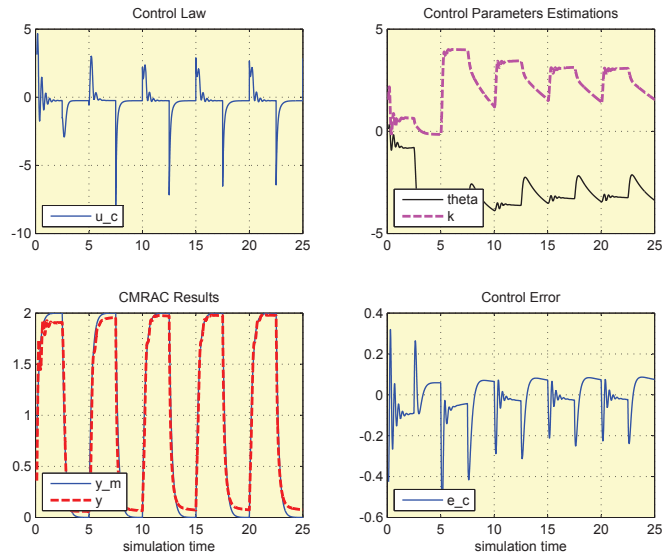 Control Law
5
0
-5
-10
u_c
0 5 10 15 20 25
Control Parameters Estimations
5
0
-5
theta
k
0 5 10 15 20 25
CMRAC Results
2
1.5
1
0.5
0
y_m
y
0 5 10 15 20 25
simulation time
Control Error
0.4
0.2
0
-0.2
-0.4
-0.6
e_c
0 5 10 15 20 25
simulation time